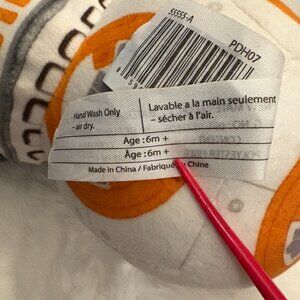 55555-A
PDH07
Hand Wash Only
- air dry.
Lavable a la main seulement
- sécher à l'air.
Age : 6m +
Âge : 6m +
Made in China / Fabriqué Chine